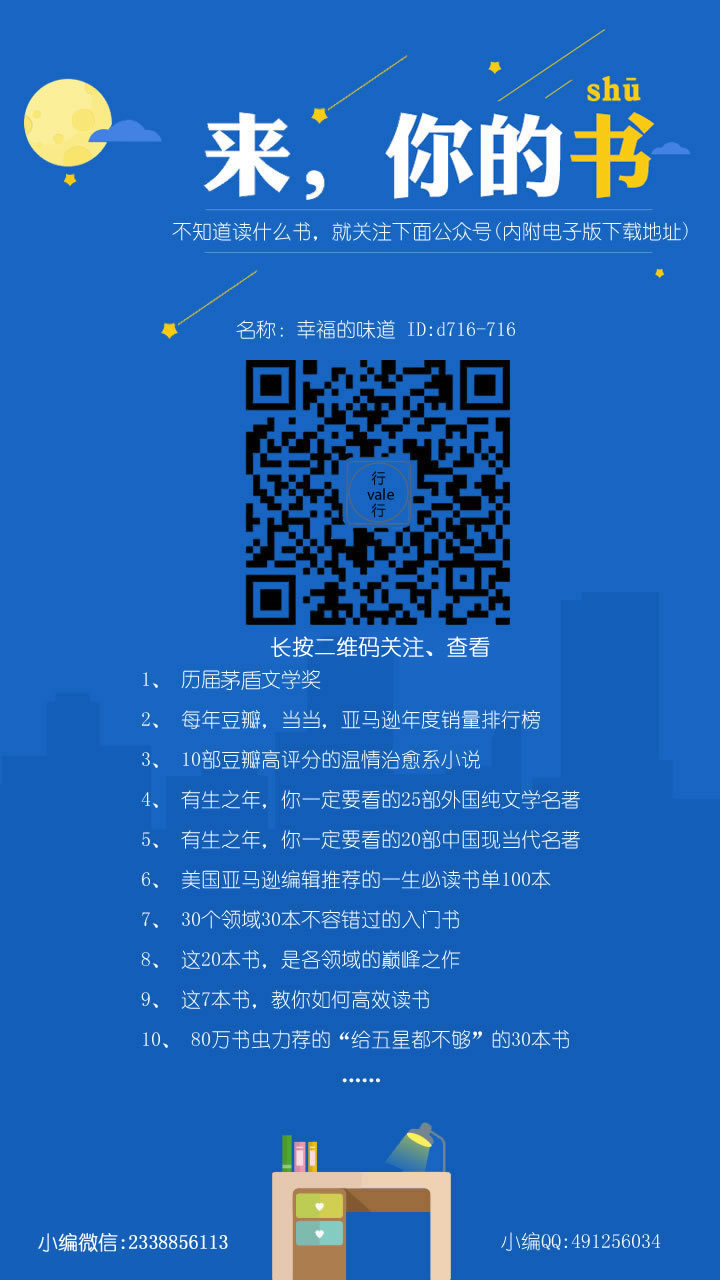 shū
来，你的书
不知道读什么书，就关注下面公众号(内附电子版下载地址)
名称：幸福的味道 ID:d716-716
行
vale
行
长按二维码关注、查看
1、 历届茅盾文学奖
2、 每年豆瓣，当当，亚马逊年度销量排行榜
3、 10部豆瓣高评分的温情治愈系小说
4、 有生之年，你一定要看的25部外国纯文学名著
5、 有生之年，你一定要看的20部中国现当代名著
6、 美国亚马逊编辑推荐的一生必读书单100本
7、 30个领域30本不容错过的入门书
8、 这20本书，是各领域的巅峰之作
9、 这7本书，教你如何高效读书
10、 80万书虫力荐的“给五星都不够”的30本书
……
小编微信:2338856113
小编QQ:491256034